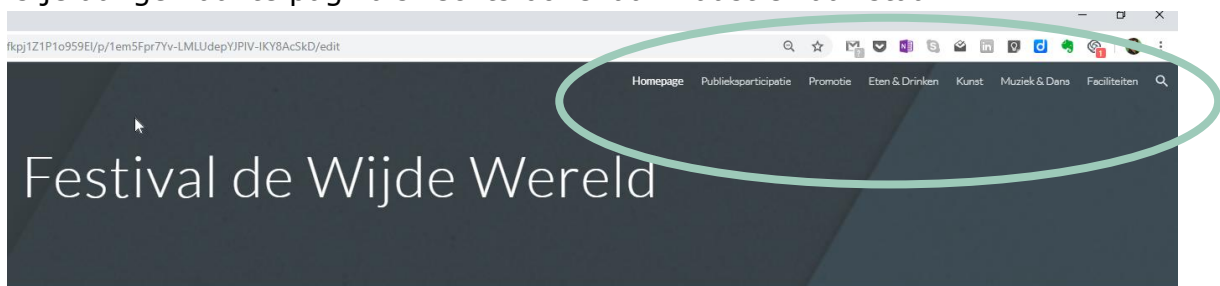 fkpj1Z1P1o959EI/p/1em5Fpr7Yv-LMLUdepYJPIV-IKY8AcSkD/edit
Homepage Publieksparticipatie Promotie Eten & Drinken Kunst Muziek & Dans Faciliteiten
Festival de Wijde Wereld